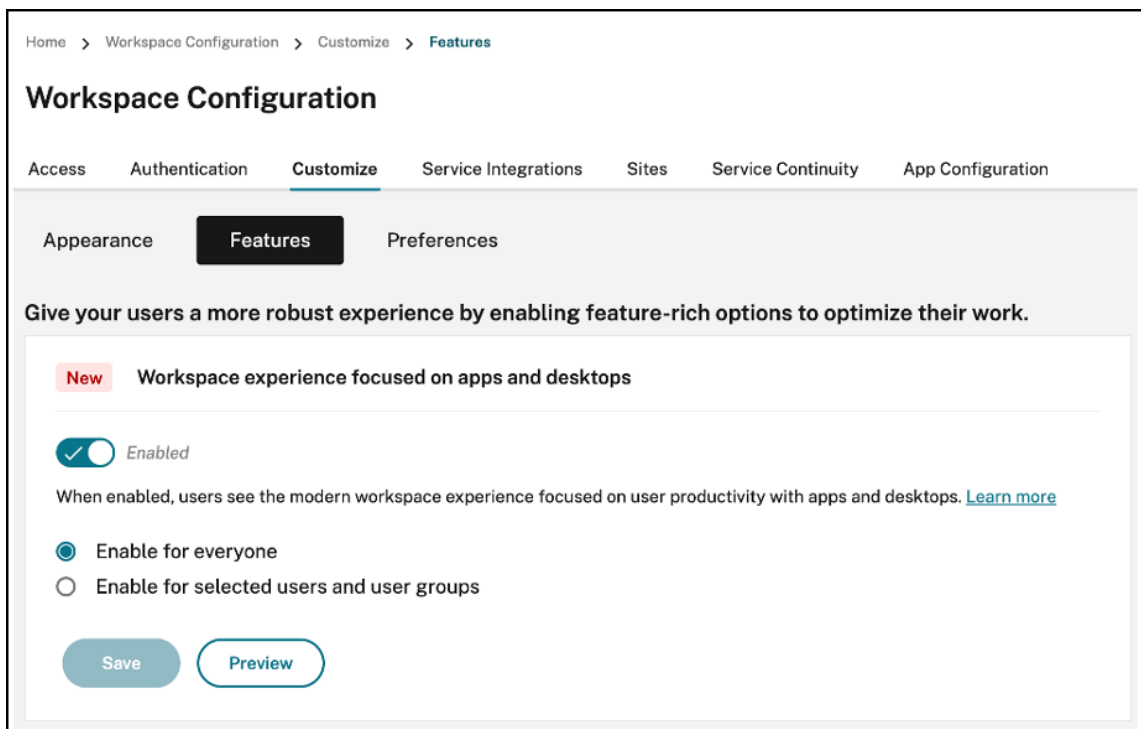 Home > Workspace Configuration > Customize > Features
Workspace Configuration
Access Authentication Customize Service Integrations Sites Service Continuity App Configuration
Appearance Features Preferences
Give your users a more robust experience by enabling feature-rich options to optimize their work.
New Workspace experience focused on apps and desktops
Enabled
When enabled, users see the modern workspace experience focused on user productivity with apps and desktops. Learn more
Enable for everyone
Enable for selected users and user groups
Save Preview